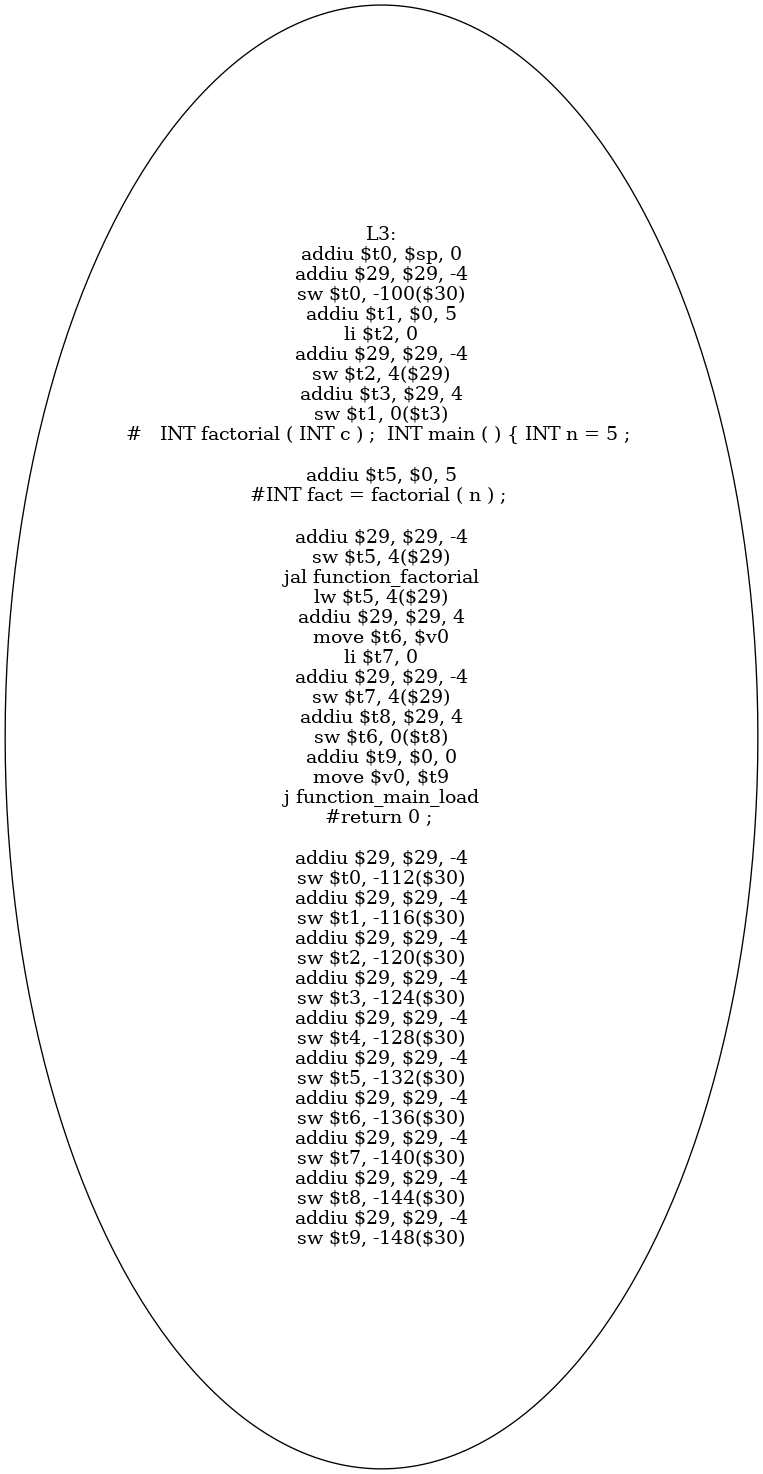 L3:
addiu $t0, $sp, 0
addiu $29, $29, -4
sw $t0, -100($30)
addiu $t1, $0, 5
li $t2, 0
addiu $29, $29, -4
sw $t2, 4($29)
addiu $t3, $29, 4
sw $t1, 0($t3)
#   INT factorial ( INT c ) ;  INT main ( ) { INT n = 5 ;
addiu $t5, $0, 5
#INT fact = factorial ( n ) ;
addiu $29, $29, -4
sw $t5, 4($29)
jal function_factorial
lw $t5, 4($29)
addiu $29, $29, 4
move $t6, $v0
li $t7, 0
addiu $29, $29, -4
sw $t7, 4($29)
addiu $t8, $29, 4
sw $t6, 0($t8)
addiu $t9, $0, 0
move $v0, $t9
j function_main_load
#return 0 ;
addiu $29, $29, -4
sw $t0, -112($30)
addiu $29, $29, -4
sw $t1, -116($30)
addiu $29, $29, -4
sw $t2, -120($30)
addiu $29, $29, -4
sw $t3, -124($30)
addiu $29, $29, -4
sw $t4, -128($30)
addiu $29, $29, -4
sw $t5, -132($30)
addiu $29, $29, -4
sw $t6, -136($30)
addiu $29, $29, -4
sw $t7, -140($30)
addiu $29, $29, -4
sw $t8, -144($30)
addiu $29, $29, -4
sw $t9, -148($30)